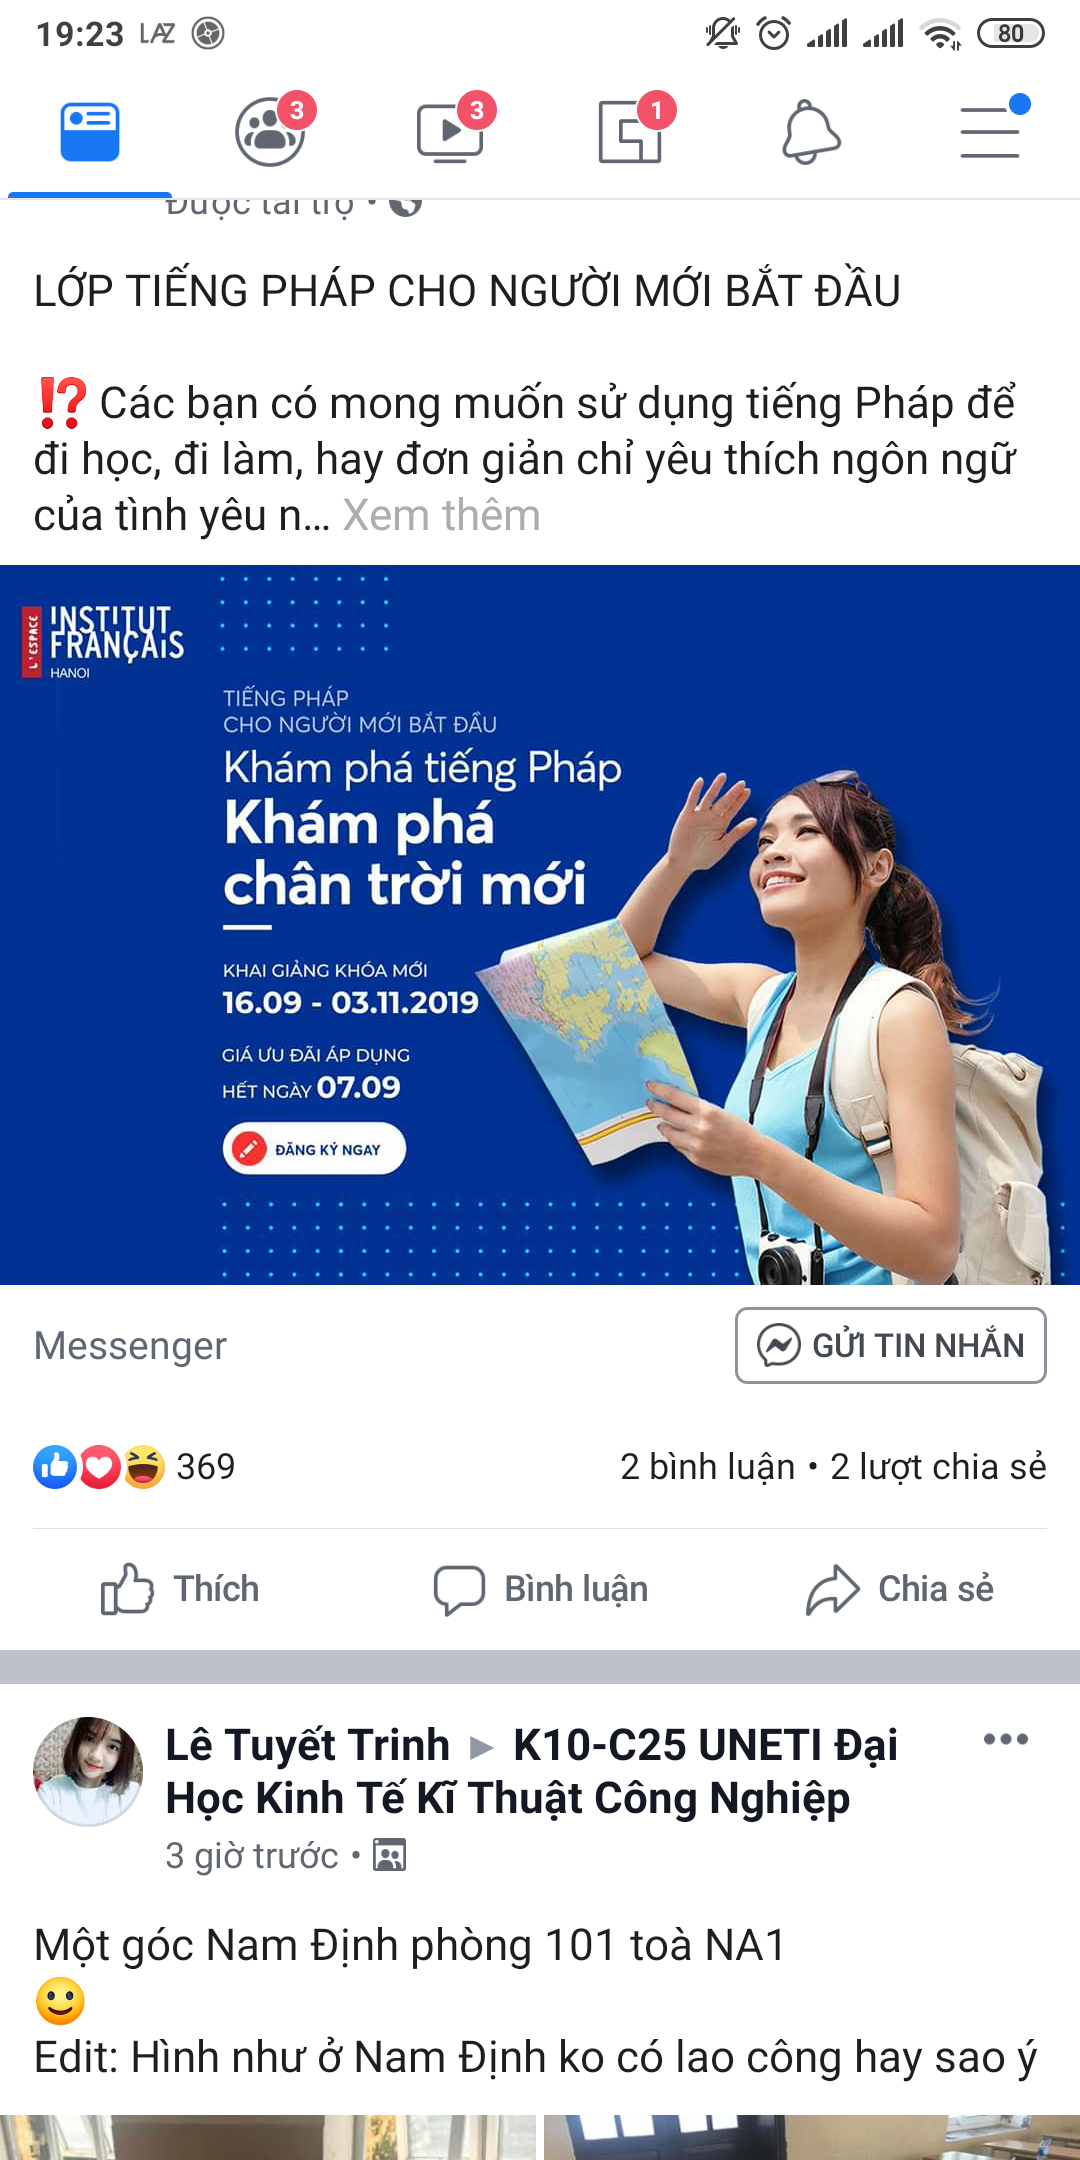 19:23 LAZ 80
3 3 1
Được tài trợ
LỚP TIẾNG PHÁP CHO NGƯỜI MỚI BẮT ĐẦU
⁉️ Các bạn có mong muốn sử dụng tiếng Pháp để
đi học, đi làm, hay đơn giản chỉ yêu thích ngôn ngữ
của tình yêu n... Xem thêm
L'ESPACE
INSTITUT
FRANÇAIS
HANOI
TIẾNG PHÁP
CHO NGƯỜI MỚI BẮT ĐẦU
Khám phá tiếng Pháp
Khám phá
chân trời mới
KHAI GIẢNG KHÓA MỚI
16.09 - 03.11.2019
GIÁ ƯU ĐÃI ÁP DỤNG
HẾT NGÀY 07.09
ĐĂNG KÝ NGAY
Messenger GỬI TIN NHẮN
369 2 bình luận • 2 lượt chia sẻ
Thích Bình luận Chia sẻ
Lê Tuyết Trinh ▶ K10-C25 UNETI Đại
Học Kinh Tế Kĩ Thuật Công Nghiệp
3 giờ trước •
Một góc Nam Định phòng 101 toà NA1
🙂
Edit: Hình như ở Nam Định ko có lao công hay sao ý